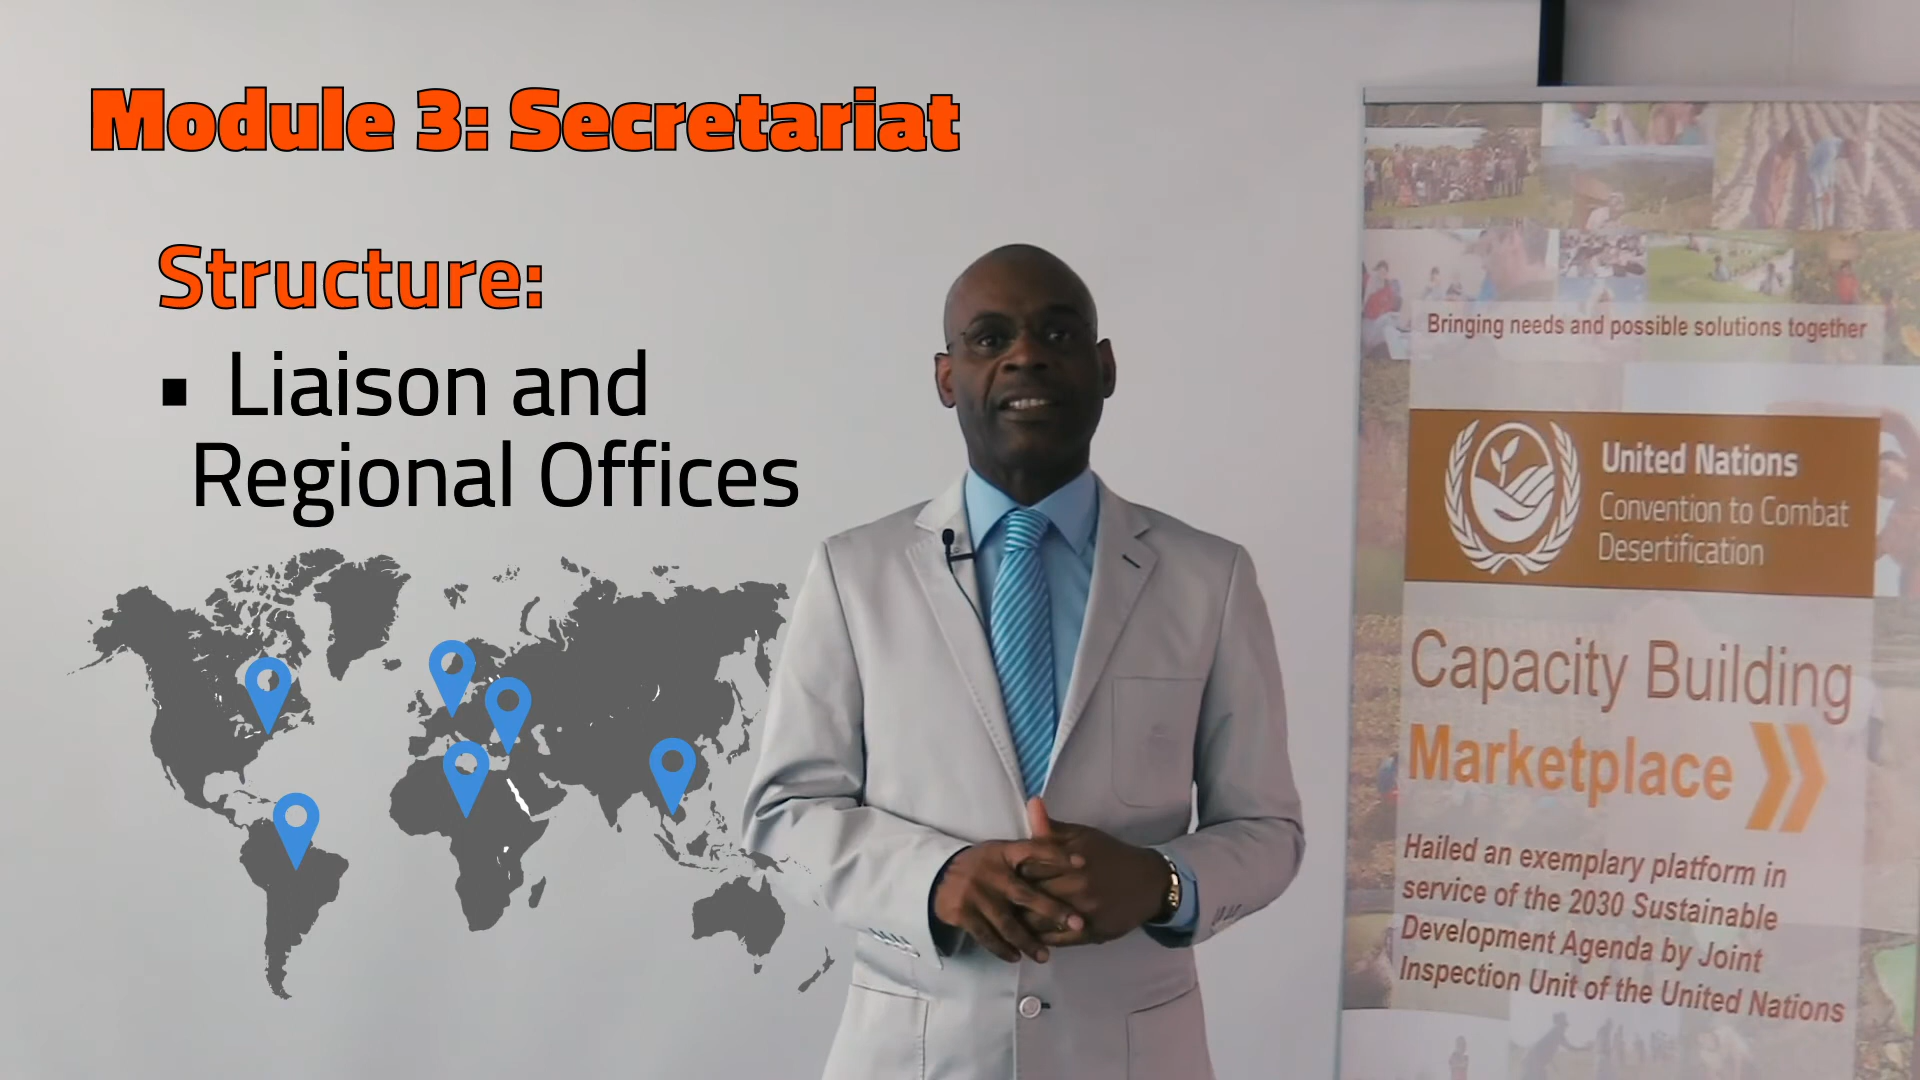 Module 3: Secretariat
Structure:
▪ Liaison and
Regional Offices
Bringing needs and possible solutions together
United Nations
Convention to Combat
Desertification
Capacity Building
Marketplace
Hailed an exemplary platform in
service of the 2030 Sustainable
Development Agenda by Joint
Inspection Unit of the United Nations